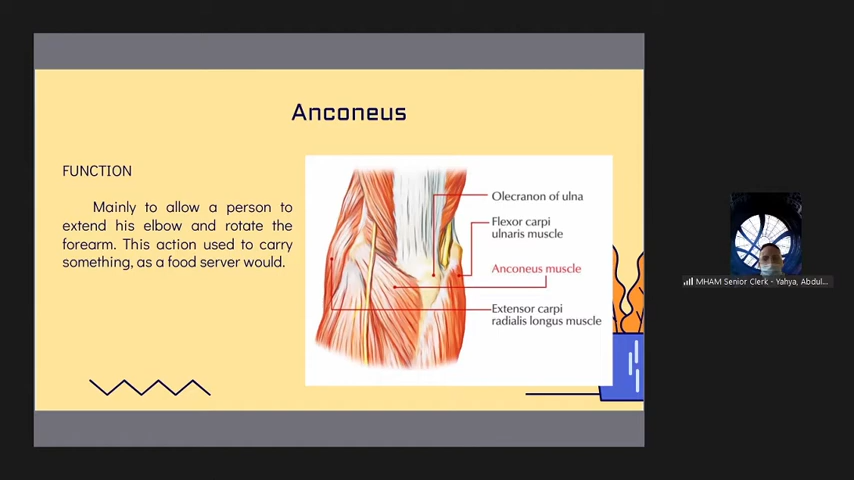 Anconeus
FUNCTION
Mainly to allow a person to
extend his elbow and rotate the
forearm. This action used to carry
something, as a food server would.
Olecranon of ulna
Flexor carpi
ulnaris muscle
Anconeus muscle
Extensor carpi
radialis longus muscle
MHAM Senior Clerk - Yahya, Abdul...